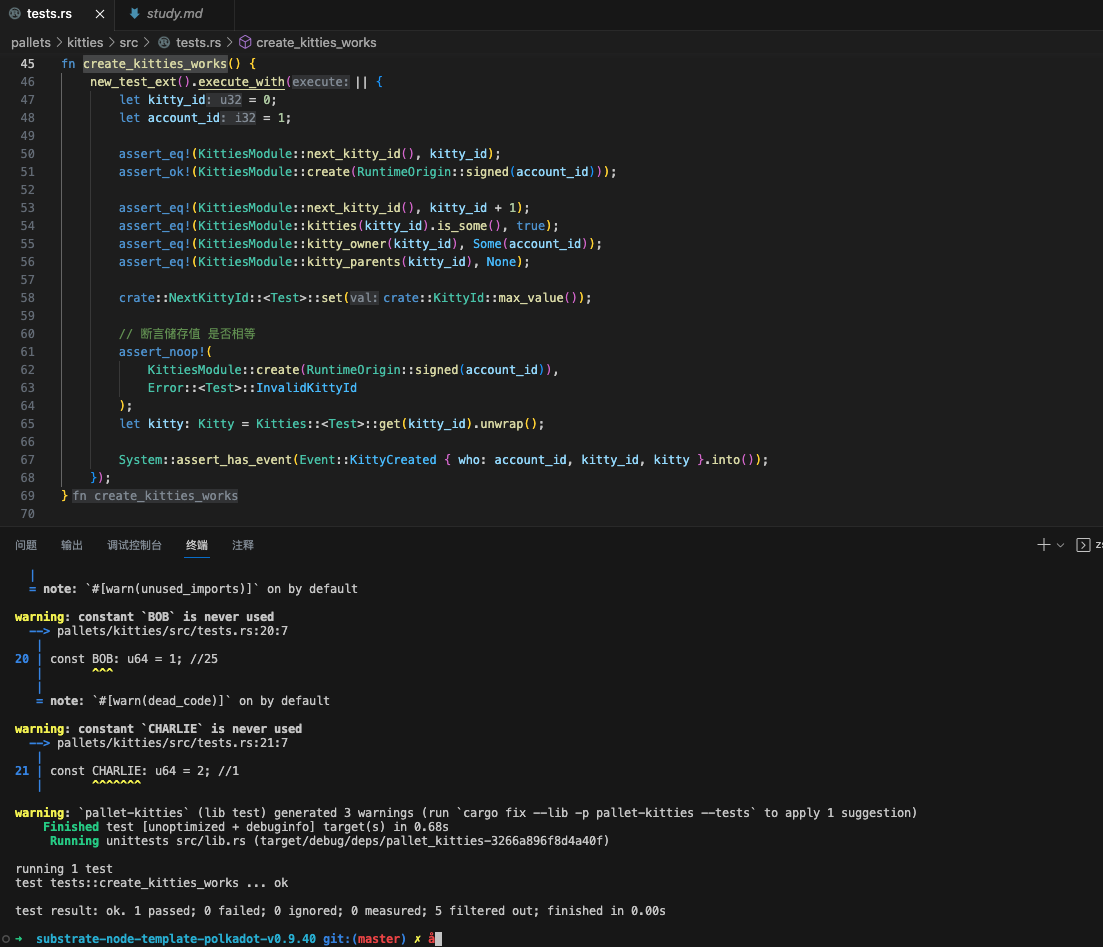 tests.rs × study.md
pallets > kitties > src > tests.rs > create_kitties_works
45 fn create_kitties_works() {
46 new_test_ext().execute_with(execute: || {
47 let kitty_id: u32 = 0;
48 let account_id: i32 = 1;
49
50 assert_eq!(KittiesModule::next_kitty_id(), kitty_id);
51 assert_ok!(KittiesModule::create(RuntimeOrigin::signed(account_id)));
52
53 assert_eq!(KittiesModule::next_kitty_id(), kitty_id + 1);
54 assert_eq!(KittiesModule::kitties(kitty_id).is_some(), true);
55 assert_eq!(KittiesModule::kitty_owner(kitty_id), Some(account_id));
56 assert_eq!(KittiesModule::kitty_parents(kitty_id), None);
57
58 crate::NextKittyId::<Test>::set(val: crate::KittyId::max_value());
59
60 // 断言储存值 是否相等
61 assert_noop!(
62 KittiesModule::create(RuntimeOrigin::signed(account_id)),
63 Error::<Test>::InvalidKittyId
64 );
65 let kitty: Kitty = Kitties::<Test>::get(kitty_id).unwrap();
66
67 System::assert_has_event(Event::KittyCreated { who: account_id, kitty_id, kitty }.into());
68 });
69 } fn create_kitties_works
70
问题 输出 调试控制台 终端 注释 zs
|
= note: `#[warn(unused_imports)]` on by default
warning: constant `BOB` is never used
--> pallets/kitties/src/tests.rs:20:7
|
20 | const BOB: u64 = 1; //25
| ^^^
|
= note: `#[warn(dead_code)]` on by default
warning: constant `CHARLIE` is never used
--> pallets/kitties/src/tests.rs:21:7
|
21 | const CHARLIE: u64 = 2; //1
| ^^^^^^^
warning: `pallet-kitties` (lib test) generated 3 warnings (run `cargo fix --lib -p pallet-kitties --tests` to apply 1 suggestion)
Finished test [unoptimized + debuginfo] target(s) in 0.68s
Running unittests src/lib.rs (target/debug/deps/pallet_kitties-3266a896f8d4a40f)
running 1 test
test tests::create_kitties_works ... ok
test result: ok. 1 passed; 0 failed; 0 ignored; 0 measured; 5 filtered out; finished in 0.00s
➜ substrate-node-template-polkadot-v0.9.40 git:(master) ✗ å